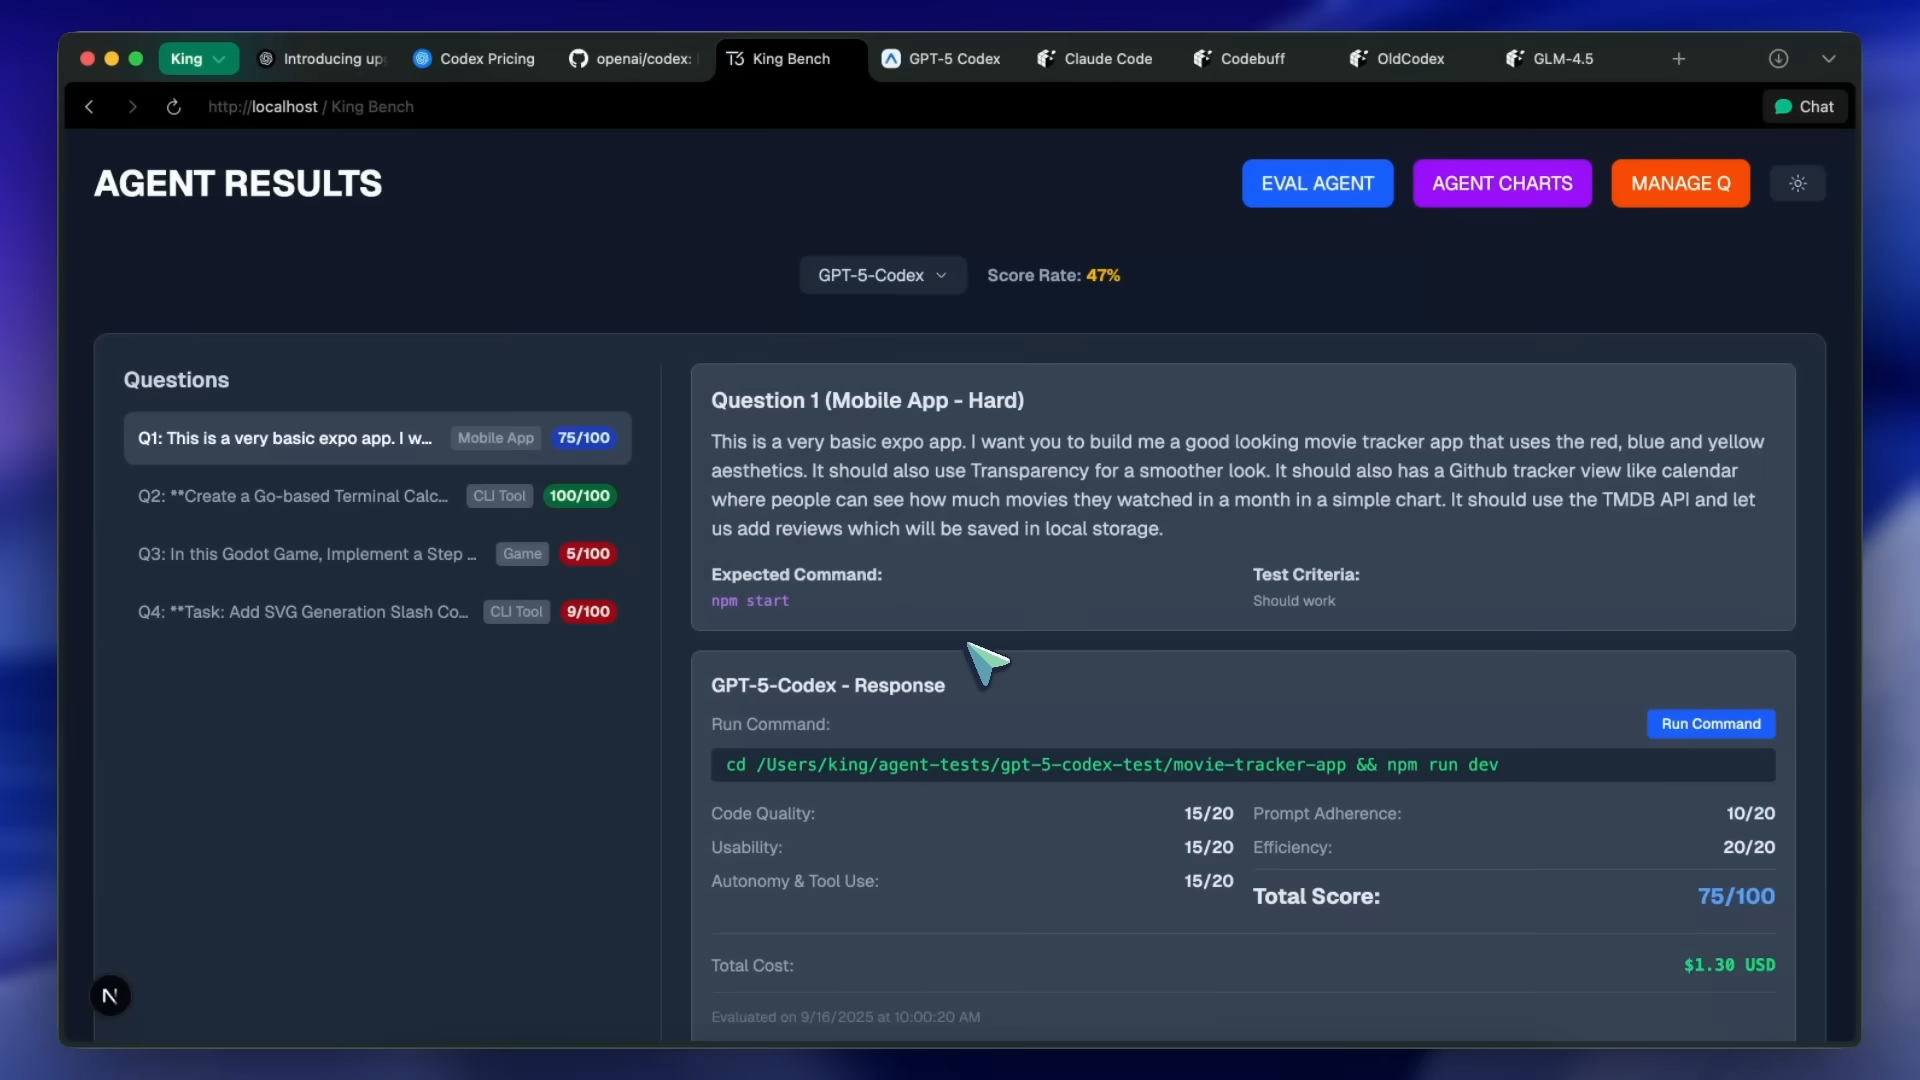 King
Introducing up
Codex Pricing
openai/codex:
T3 King Bench
GPT-5 Codex
Claude Code
Codebuff
OldCodex
GLM-4.5
http://localhost / King Bench
Chat
AGENT RESULTS
EVAL AGENT
AGENT CHARTS
MANAGE Q
GPT-5-Codex
Score Rate: 47%
Questions
Q1: This is a very basic expo app. I w... Mobile App 75/100
Q2: **Create a Go-based Terminal Calc... CLI Tool 100/100
Q3: In this Godot Game, Implement a Step ... Game 5/100
Q4: **Task: Add SVG Generation Slash Co... CLI Tool 9/100
Question 1 (Mobile App - Hard)
This is a very basic expo app. I want you to build me a good looking movie tracker app that uses the red, blue and yellow
aesthetics. It should also use Transparency for a smoother look. It should also has a Github tracker view like calendar
where people can see how much movies they watched in a month in a simple chart. It should use the TMDB API and let
us add reviews which will be saved in local storage.
Expected Command:
npm start
Test Criteria:
Should work
GPT-5-Codex - Response
Run Command:
Run Command
cd /Users/king/agent-tests/gpt-5-codex-test/movie-tracker-app && npm run dev
Code Quality: 15/20
Prompt Adherence: 10/20
Usability: 15/20
Efficiency: 20/20
Autonomy & Tool Use: 15/20
Total Score: 75/100
Total Cost: $1.30 USD
Evaluated on 9/16/2025 at 10:00:20 AM
N